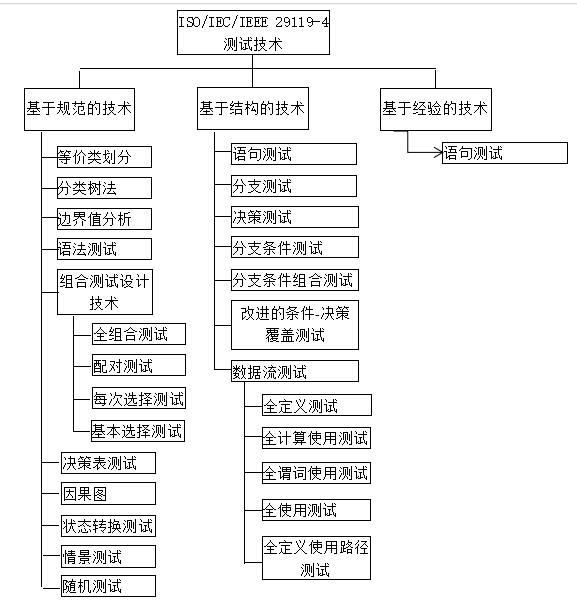 ISO/IEC/IEEE 29119-4
测试技术
基于规范的技术
等价类划分
分类树法
边界值分析
语法测试
组合测试设计
技术
全组合测试
配对测试
每次选择测试
基本选择测试
决策表测试
因果图
状态转换测试
情景测试
随机测试
基于结构的技术
语句测试
分支测试
决策测试
分支条件测试
分支条件组合测试
改进的条件-决策
覆盖测试
数据流测试
全定义测试
全计算使用测试
全谓词使用测试
全使用测试
全定义使用路径
测试
基于经验的技术
语句测试